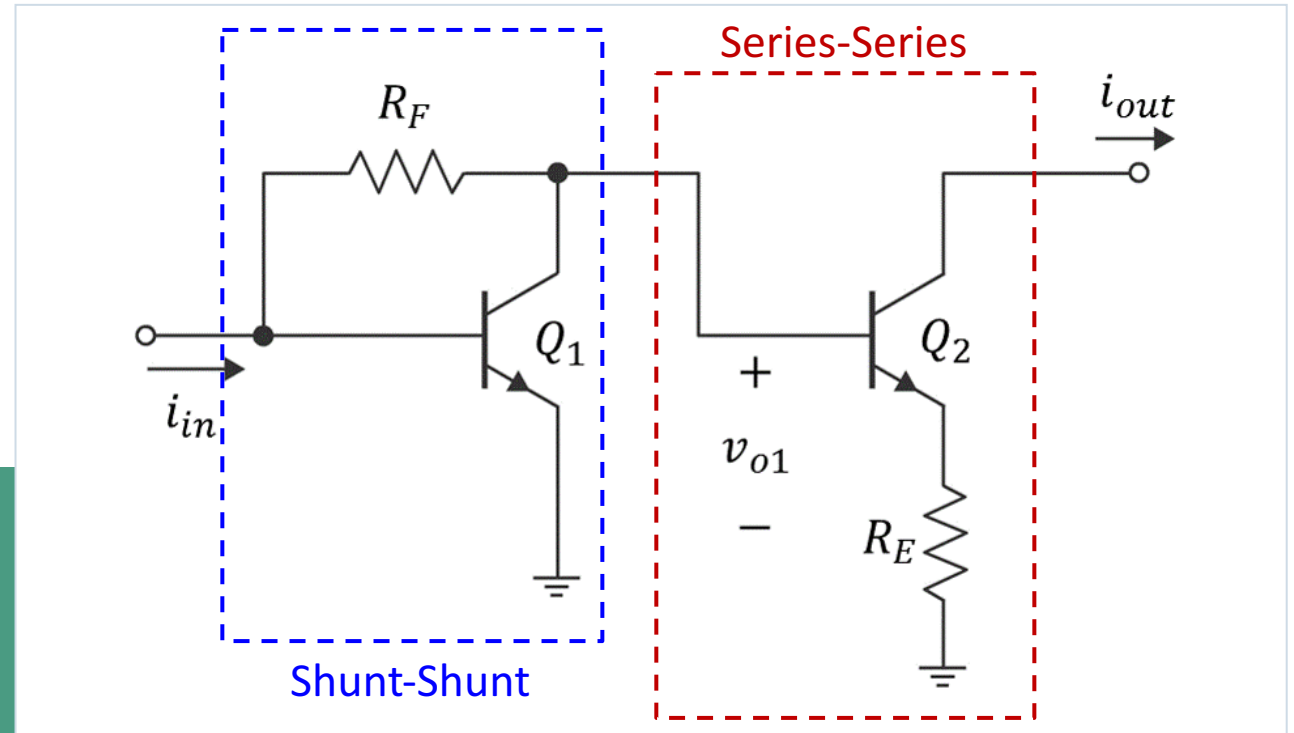 Series-Series
R_F
i_out
Q_1
Q_2
i_in
+
v_o1
−
R_E
Shunt-Shunt